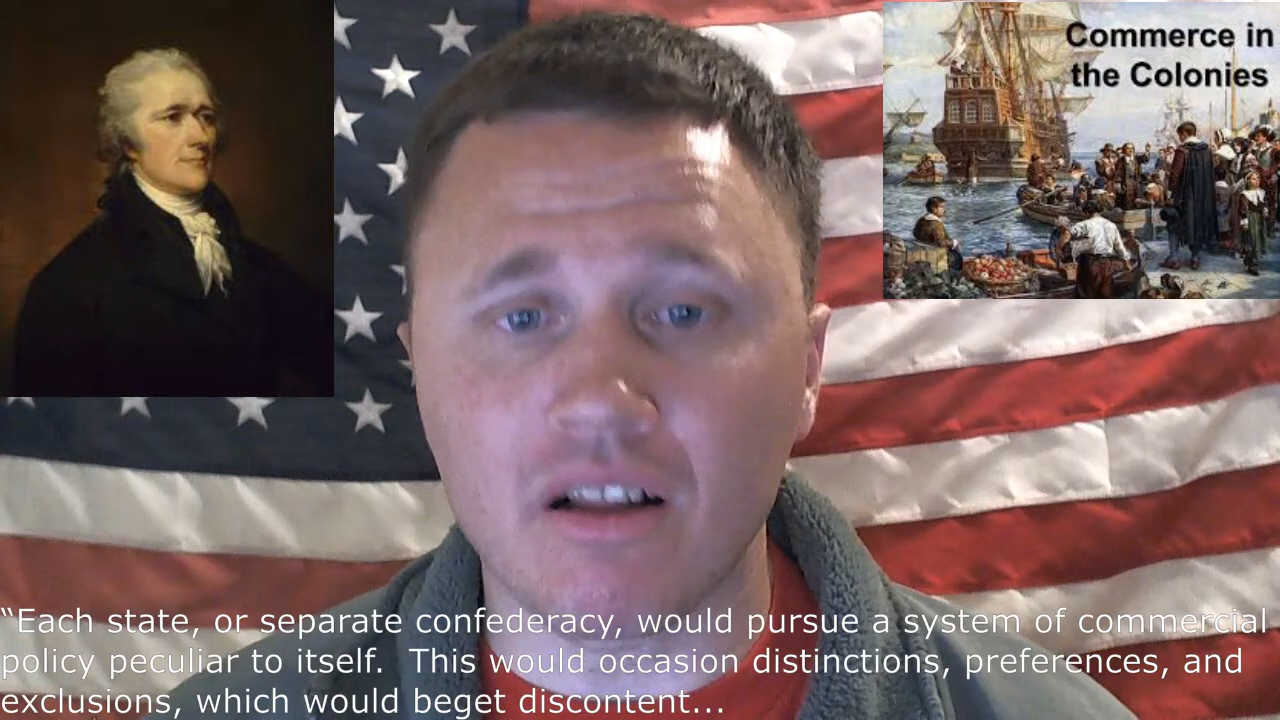 Commerce in
the Colonies
“Each state, or separate confederacy, would pursue a system of commercial
policy peculiar to itself.  This would occasion distinctions, preferences, and
exclusions, which would beget discontent...